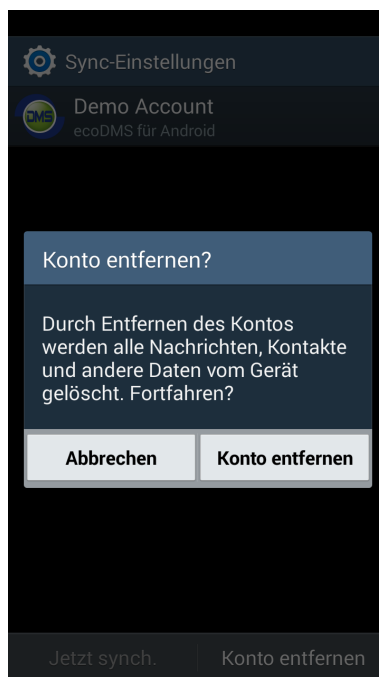 Sync-Einstellungen
Demo Account
DMS
ecoDMS für Android
Konto entfernen?
Durch Entfernen des Kontos
werden alle Nachrichten, Kontakte
und andere Daten vom Gerät
gelöscht. Fortfahren?
Abbrechen Konto entfernen
Jetzt synch. Konto entfernen